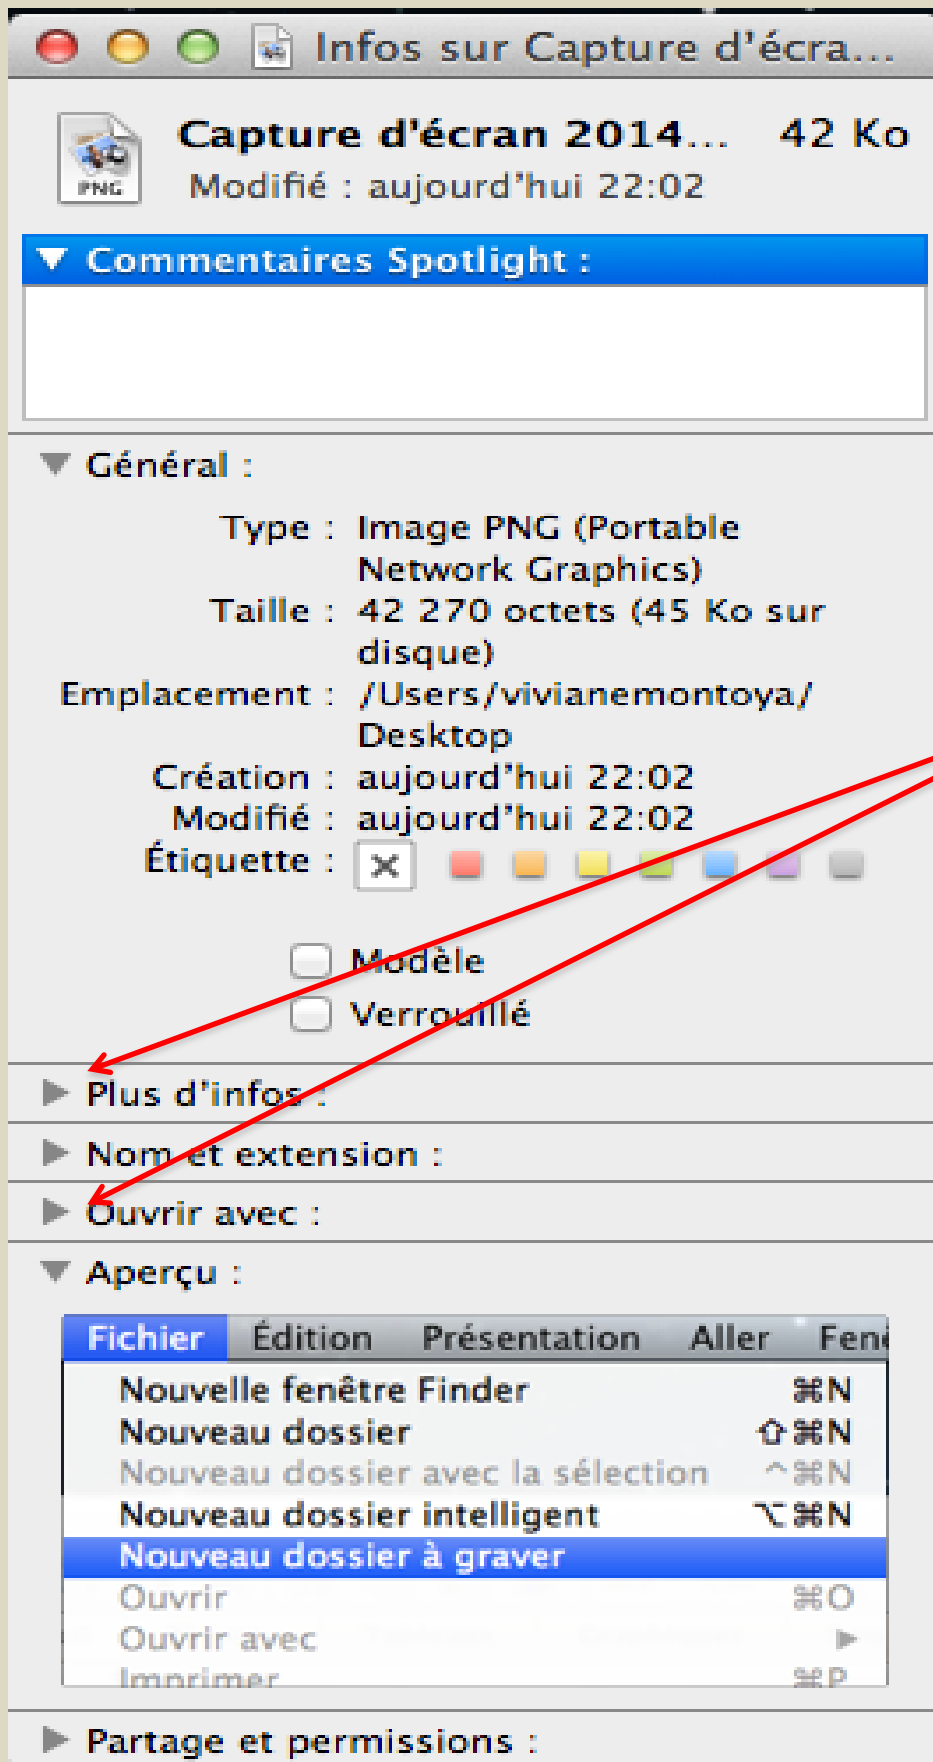 Infos sur Capture d'écra...
Capture d'écran 2014... 42 Ko
PNG
Modifié : aujourd'hui 22:02
Commentaires Spotlight :
Général :
Type : Image PNG (Portable
Network Graphics)
Taille : 42 270 octets (45 Ko sur
disque)
Emplacement : /Users/vivianemontoya/
Desktop
Création : aujourd'hui 22:02
Modifié : aujourd'hui 22:02
Étiquette :
Modèle
Verrouillé
Plus d'infos :
Nom et extension :
Ouvrir avec :
Aperçu :
Fichier Édition Présentation Aller Fenê
Nouvelle fenêtre Finder ⌘N
Nouveau dossier ⇧⌘N
Nouveau dossier avec la sélection ^⌘N
Nouveau dossier intelligent ⌥⌘N
Nouveau dossier à graver
Ouvrir ⌘O
Ouvrir avec ▶
Imprimer ⌘P
Partage et permissions :